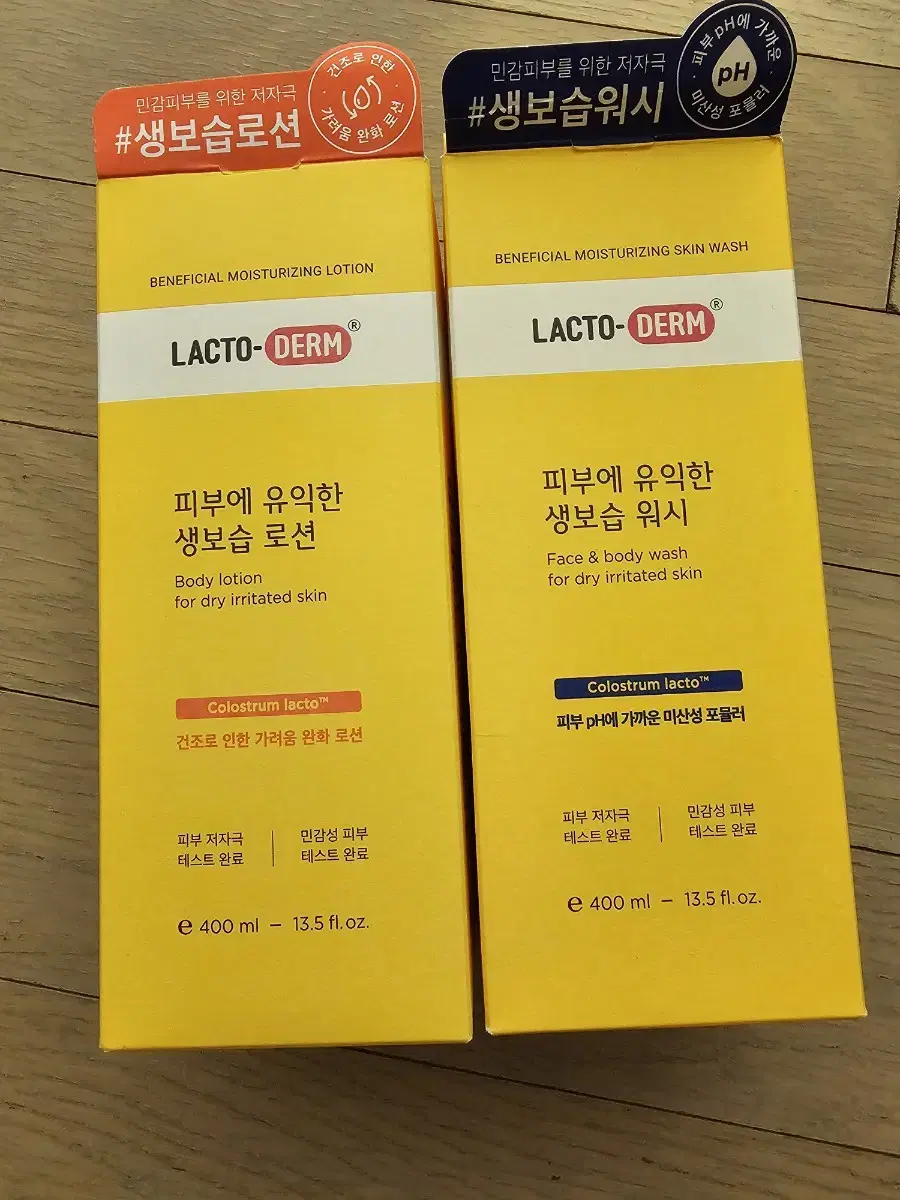 민감피부를 위한 저자극
#생보습로션
건조로 인한
가려움 완화 로션
BENEFICIAL MOISTURIZING LOTION
LACTO-DERM®
피부에 유익한
생보습 로션
Body lotion
for dry irritated skin
Colostrum lacto™
건조로 인한 가려움 완화 로션
피부 저자극
테스트 완료
민감성 피부
테스트 완료
℮ 400 ml – 13.5 fl.oz.
민감피부를 위한 저자극
#생보습워시
피부 pH에 가까운
pH
미산성 포뮬러
BENEFICIAL MOISTURIZING SKIN WASH
LACTO-DERM®
피부에 유익한
생보습 워시
Face & body wash
for dry irritated skin
Colostrum lacto™
피부 pH에 가까운 미산성 포뮬러
피부 저자극
테스트 완료
민감성 피부
테스트 완료
℮ 400 ml – 13.5 fl.oz.